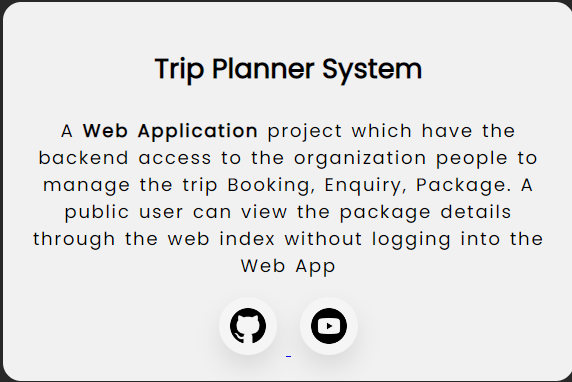 Trip Planner System
A Web Application project which have the
backend access to the organization people to
manage the trip Booking, Enquiry, Package. A
public user can view the package details
through the web index without logging into the
Web App